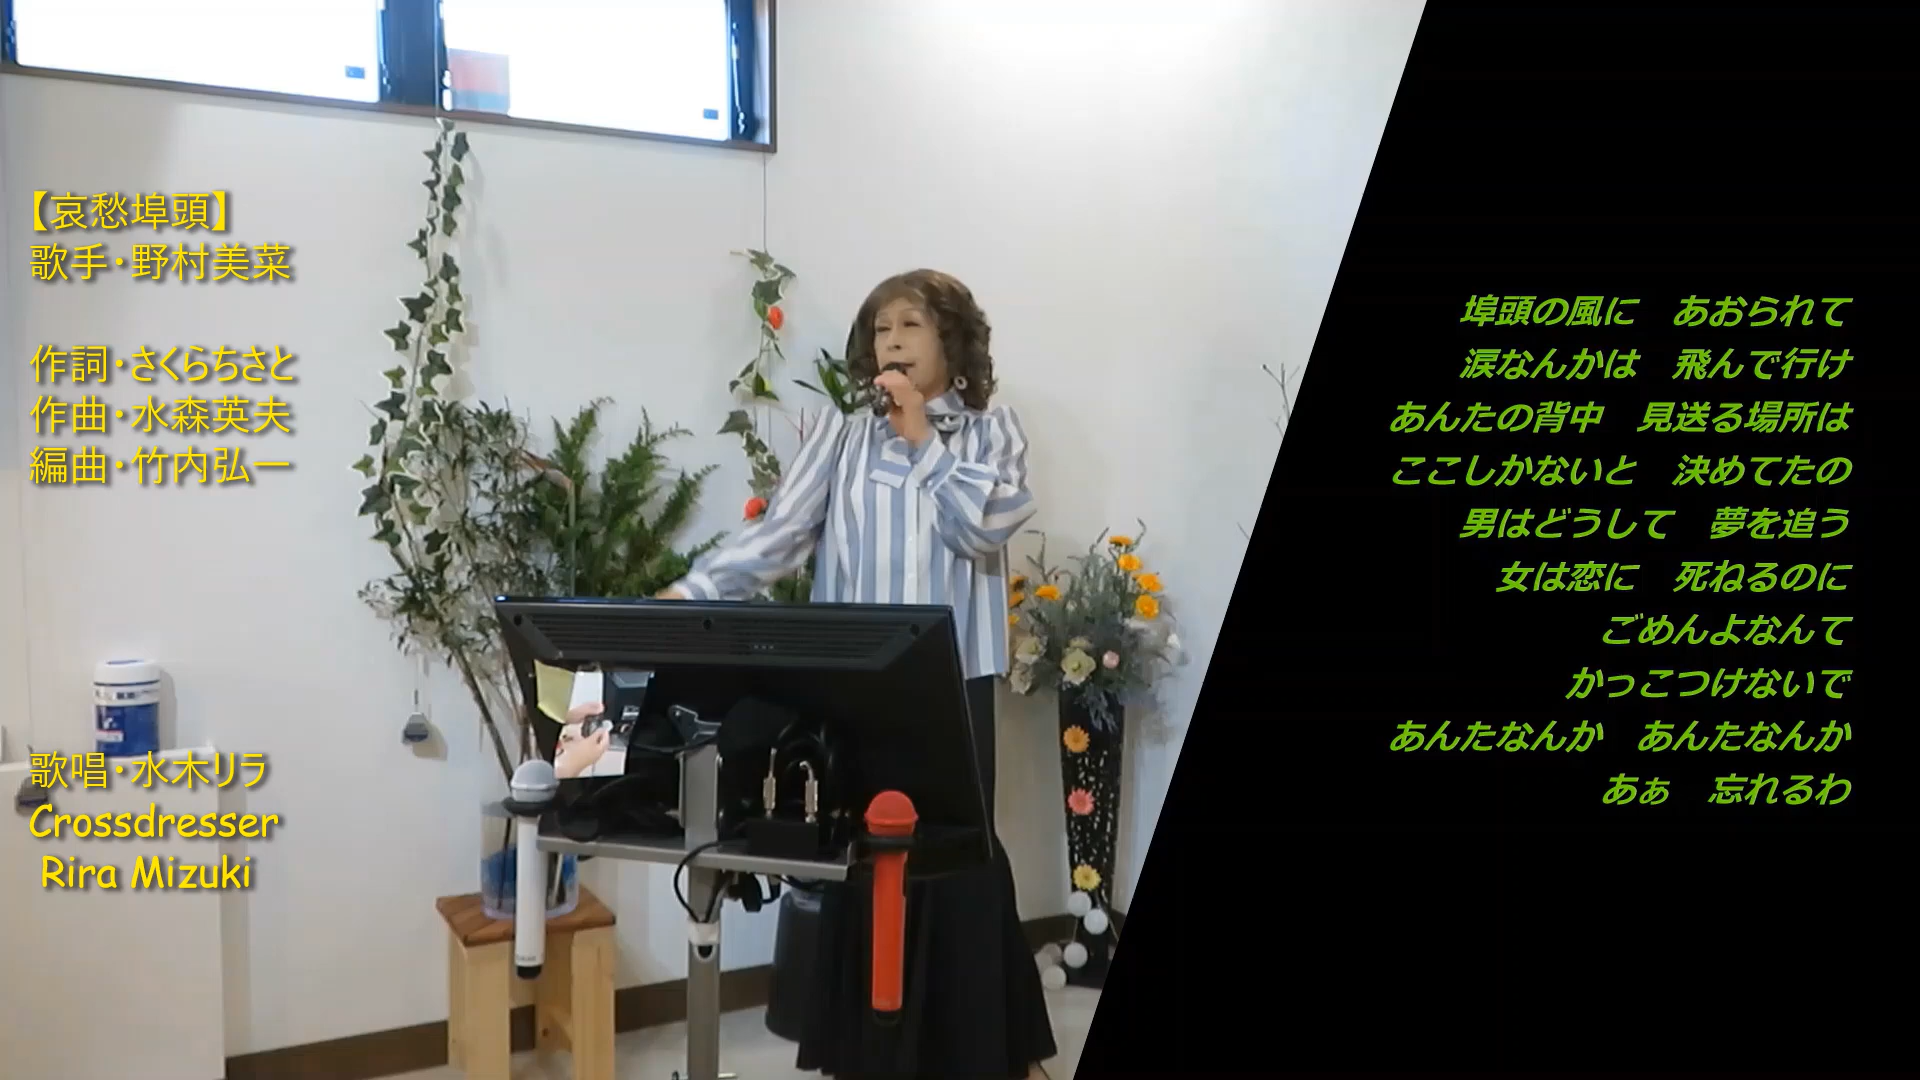 【哀愁埠頭】
歌手・野村美菜
作詞・さくらちさと
作曲・水森英夫
編曲・竹内弘一
歌唱・水木リラ
Crossdresser
Rira Mizuki
埠頭の風に　あおられて
涙なんかは　飛んで行け
あんたの背中　見送る場所は
ここしかないと　決めてたの
男はどうして　夢を追う
女は恋に　死ねるのに
ごめんよなんて
かっこつけないで
あんたなんか　あんたなんか
あぁ　忘れるわ